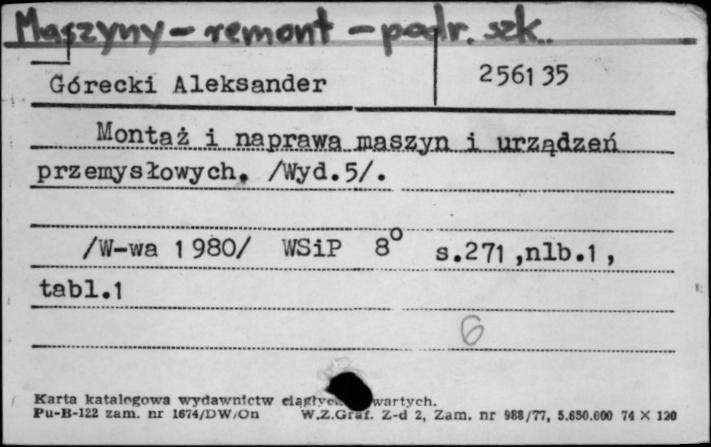 Maszyny - remont - podr. szk.
Górecki Aleksander
256135
Montaż i naprawa maszyn i urządzeń
przemysłowych. /Wyd.5/.
/W-wa 1980/ WSiP 8° s.271,nlb.1,
tabl.1
6
Karta katalogowa wydawnictw
Pu-B-122 zam. nr 1674/DW/On W.Z.Graf. Z-d 2, Zam. nr 988/77, 5.650.000 74 X 120